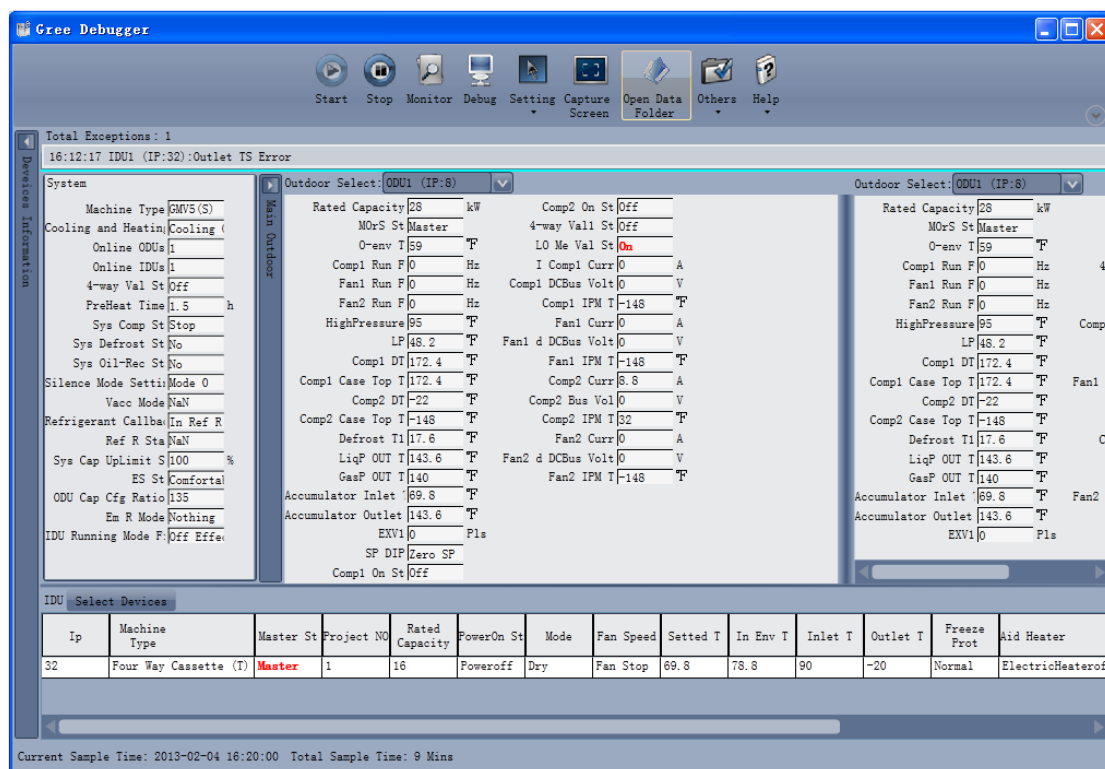 Gree Debugger
Start Stop Monitor Debug Setting Capture Screen Open Data Folder Others Help
Total Exceptions: 1
16:12:17 IDU1 (IP:32):Outlet TS Error
Deveices Information
System
Machine Type GMV5(S)
Cooling and Heatin Cooling (
Online ODUs 1
Online IDUs 1
4-way Val St Off
PreHeat Time 1.5 h
Sys Comp St Stop
Sys Defrost St No
Sys Oil-Rec St No
Silence Mode Setti: Mode 0
Vacc Mode NaN
Refrigerant Callba In Ref R
Ref R Sta NaN
Sys Cap UpLimit S 100 %
ES St Comforta
ODU Cap Cfg Ratio 135
Em R Mode Nothing
IDU Running Mode F: Off Effe
Main Outdoor
Outdoor Select: ODU1 (IP:8)
Rated Capacity 28 kW
MOrS St Master
O-env T 59 °F
Comp1 Run F 0 Hz
Fan1 Run F 0 Hz
Fan2 Run F 0 Hz
HighPressure 95 °F
LP 48.2 °F
Comp1 DT 172.4 °F
Comp1 Case Top T 172.4 °F
Comp2 DT -22 °F
Comp2 Case Top T -148 °F
Defrost T1 17.6 °F
LiqP OUT T 143.6 °F
GasP OUT T 140 °F
Accumulator Inlet 69.8 °F
Accumulator Outlet 143.6 °F
EXV1 0 Pls
SP DIP Zero SP
Comp1 On St Off
Comp2 On St Off
4-way Val1 St Off
LO Me Val St On
I Comp1 Curr 0 A
Comp1 DCBus Volt 0 V
Comp1 IPM T -148 °F
Fan1 Curr 0 A
Fan1 d DCBus Volt 0 V
Fan1 IPM T -148 °F
Comp2 Curr 8.8 A
Comp2 Bus Vol 0 V
Comp2 IPM T 32 °F
Fan2 Curr 0 A
Fan2 d DCBus Volt 0 V
Fan2 IPM T -148 °F
Outdoor Select: ODU1 (IP:8)
Rated Capacity 28 kW
MOrS St Master
O-env T 59 °F
Comp1 Run F 0 Hz 4
Fan1 Run F 0 Hz
Fan2 Run F 0 Hz Comp
HighPressure 95 °F
LP 48.2 °F
Comp1 DT 172.4 °F
Comp1 Case Top T 172.4 °F Fan1
Comp2 DT -22 °F
Comp2 Case Top T -148 °F
Defrost T1 17.6 °F C
LiqP OUT T 143.6 °F
GasP OUT T 140 °F
Accumulator Inlet 69.8 °F Fan2
Accumulator Outlet 143.6 °F
EXV1 0 Pls
IDU Select Devices
Ip Machine Type Master St Project NO Rated Capacity PowerOn St Mode Fan Speed Setted T In Env T Inlet T Outlet T Freeze Prot Aid Heater
32 Four Way Cassette (T) Master 1 16 Poweroff Dry Fan Stop 69.8 78.8 90 -20 Normal ElectricHeaterof
Current Sample Time: 2013-02-04 16:20:00 Total Sample Time: 9 Mins